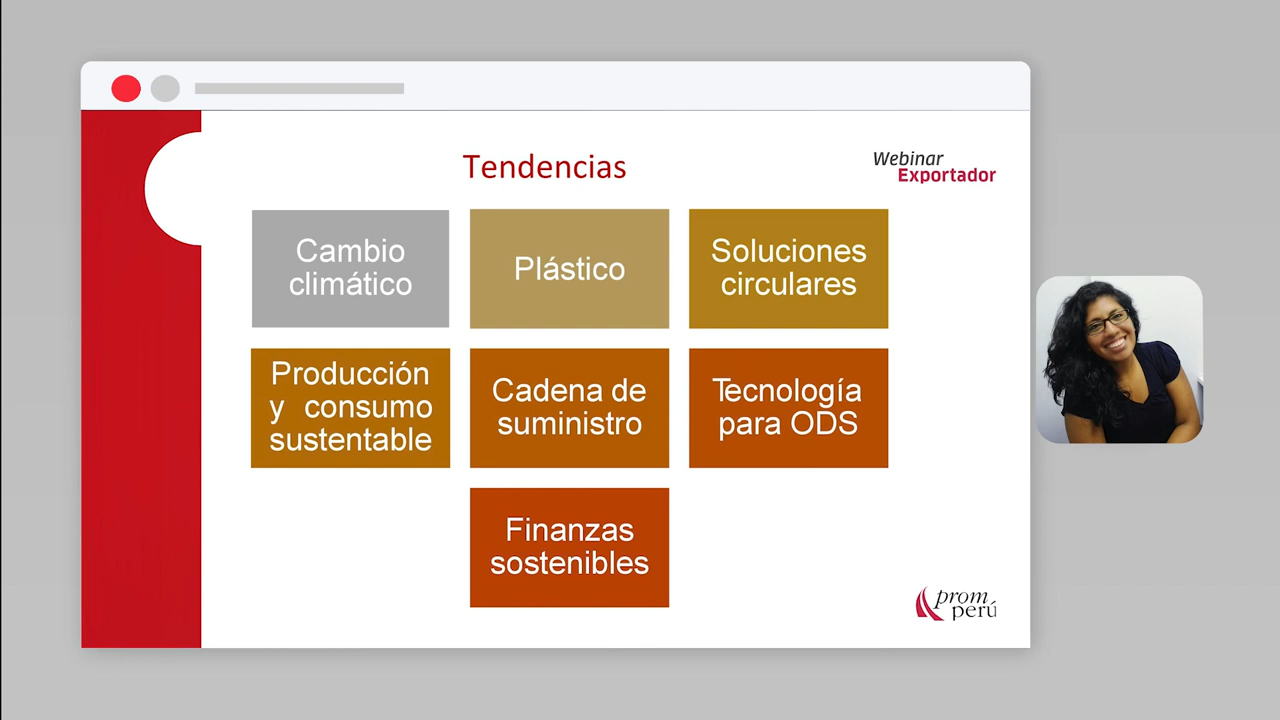 Tendencias
Webinar
Exportador
Cambio
climático
Plástico
Soluciones
circulares
Producción
y consumo
sustentable
Cadena de
suministro
Tecnología
para ODS
Finanzas
sostenibles
prom
perú